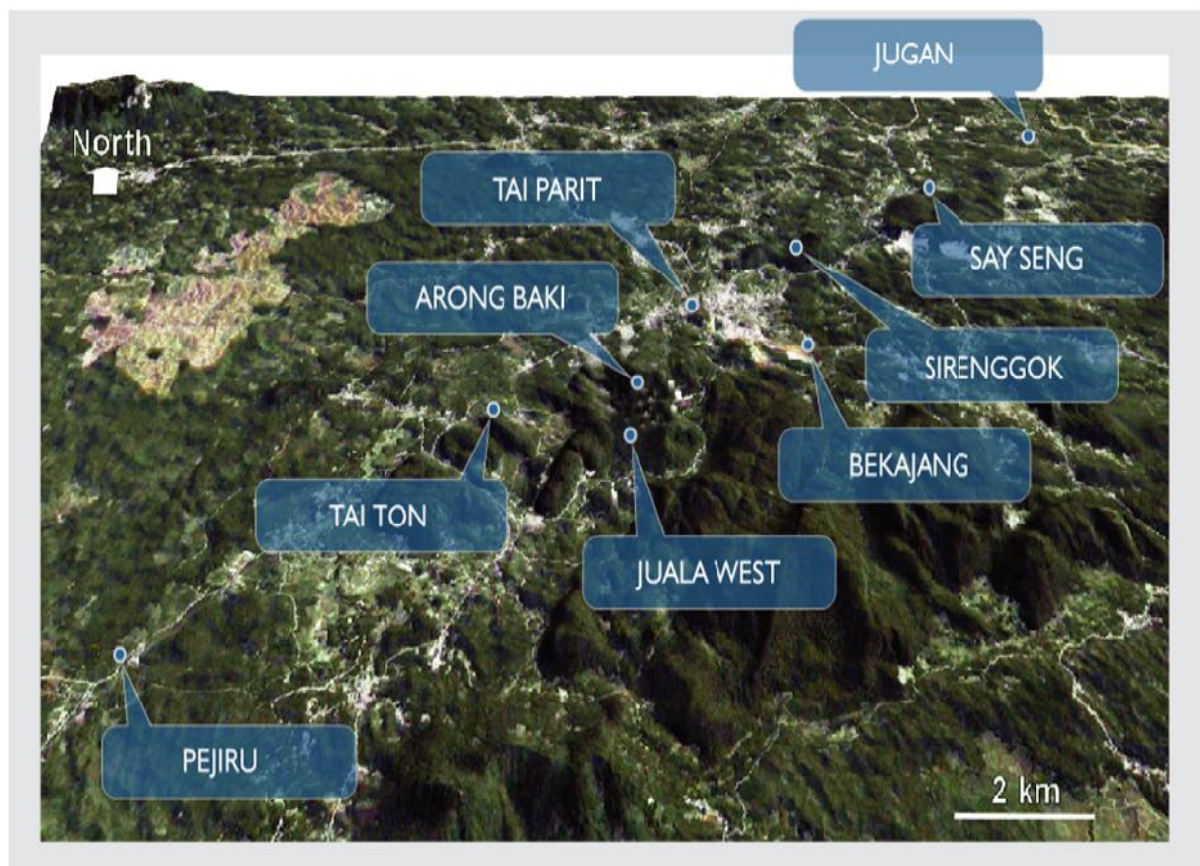 JUGAN
North
TAI PARIT
SAY SENG
ARONG BAKI
SIRENGGOK
BEKAJANG
TAI TON
JUALA WEST
PEJIRU
2 km